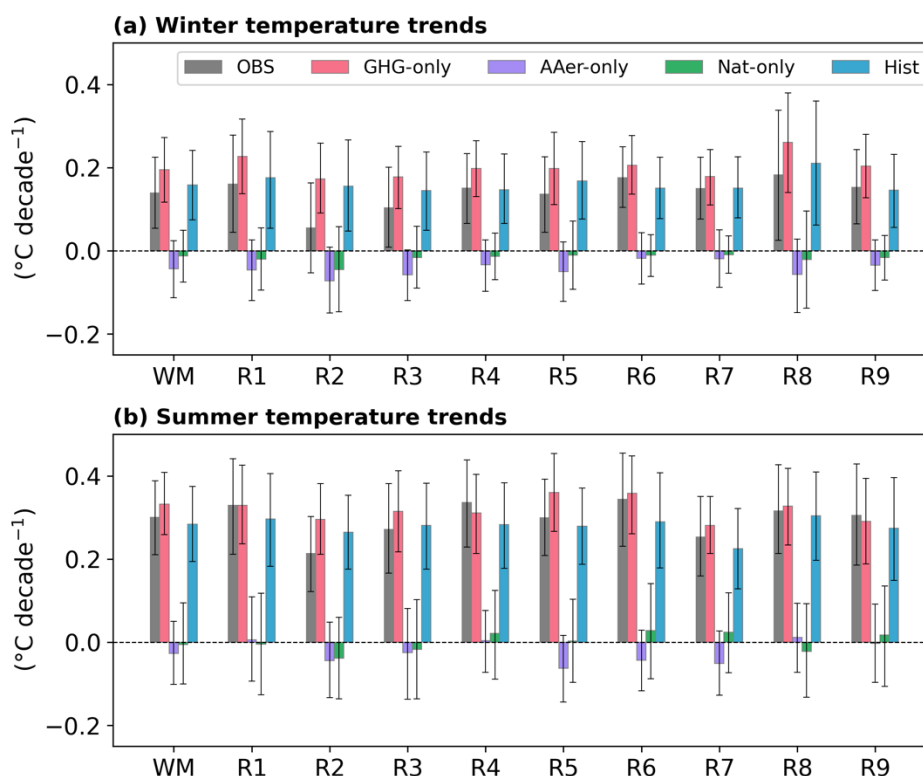 (a) Winter temperature trends
OBS GHG-only AAer-only Nat-only Hist
0.4
0.2
0.0
−0.2
(°C decade⁻¹)
WM R1 R2 R3 R4 R5 R6 R7 R8 R9
(b) Summer temperature trends
0.4
0.2
0.0
−0.2
(°C decade⁻¹)
WM R1 R2 R3 R4 R5 R6 R7 R8 R9